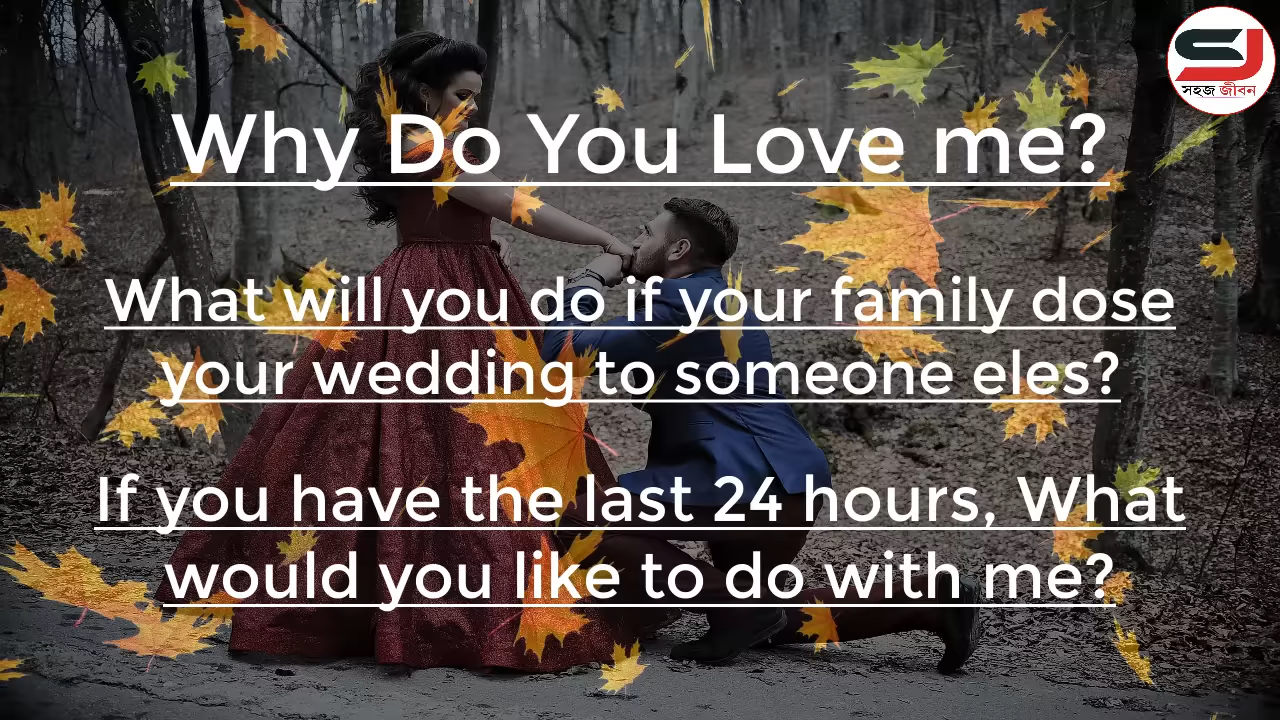 সহজ জীবন
Why Do You Love me?
What will you do if your family dose
your wedding to someone eles?
If you have the last 24 hours, What
would you like to do with me?